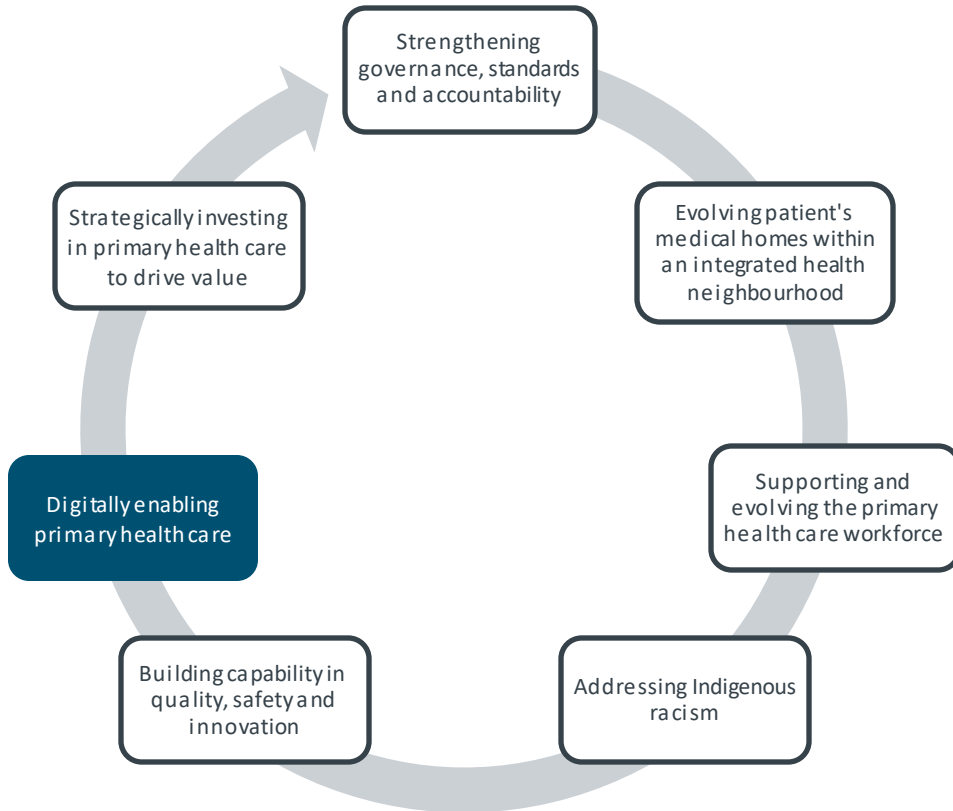 Strengthening
governance, standards
and accountability
Evolving patient's
medical homes within
an integrated health
neighbourhood
Supporting and
evolving the primary
health care workforce
Addressing Indigenous
racism
Building capability in
quality, safety and
innovation
Digitally enabling
primary health care
Strategically investing
in primary health care
to drive value